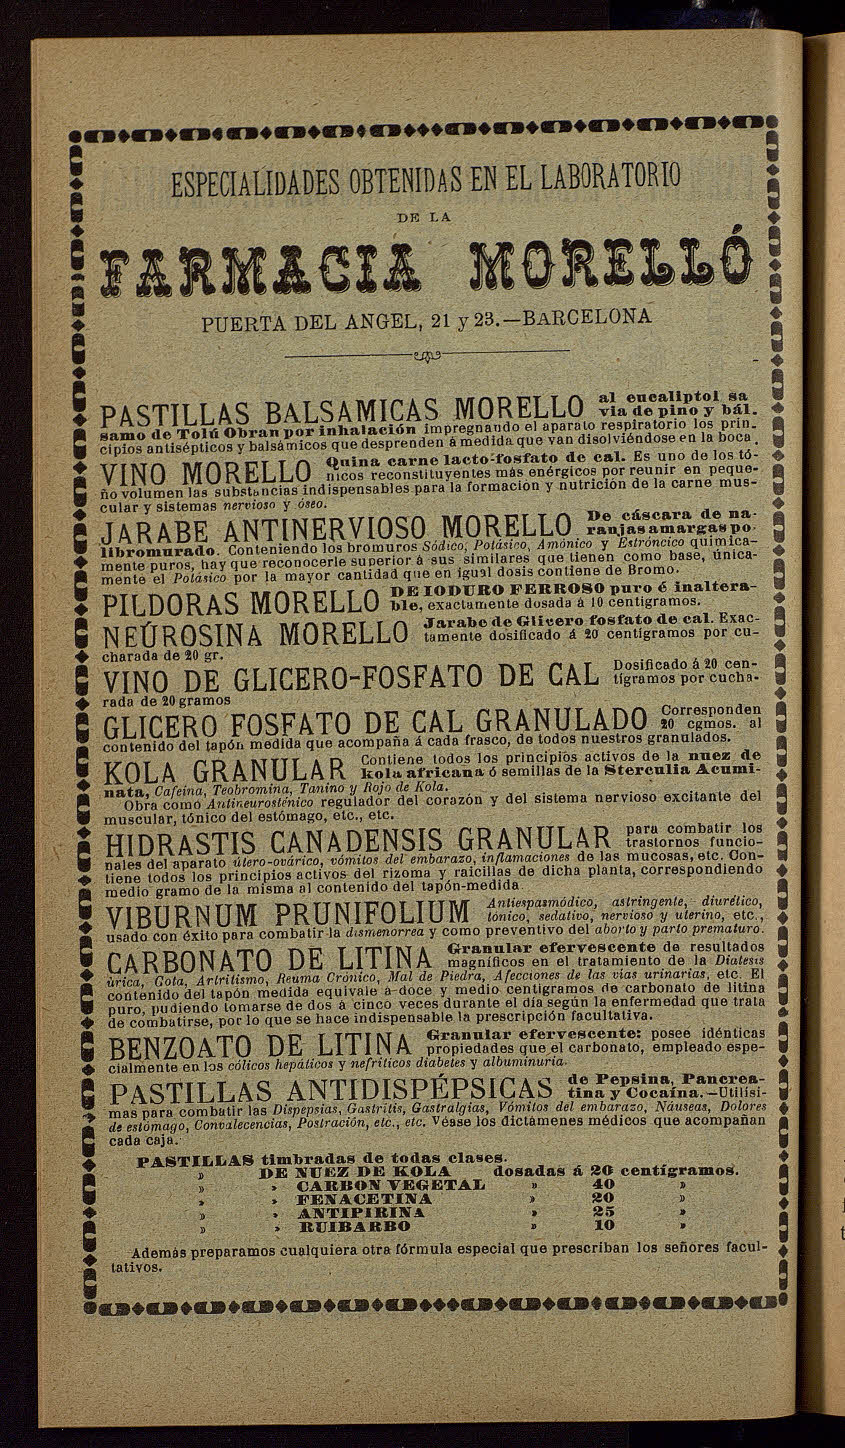 ESPECIALIDADES OBTENIDAS EN EL LABORATORIO
DE LA
FARMACIA MORELLÓ
PUERTA DEL ANGEL, 21 y 23.—BARCELONA
PASTILLAS BALSAMICAS MORELLO al eucaliptol sa
via de pino y bál-
samo de Tolú Obran por inhalación impregnando el aparato respiratorio los prin-
cipios antisépticos y balsámicos que desprenden á medida que van disolviéndose en la boca.
VINO MORELLO Quina carne lacto-fosfato de cal. Es uno de los tó-
nicos reconstituyentes más enérgicos por reunir en peque-
ño volumen las substancias indispensables para la formación y nutrición de la carne mus-
cular y sistemas nervioso y óseo.
JARABE ANTINERVIOSO MORELLO De cáscara de na-
ranjas amargas po-
libromurado. Conteniendo los bromuros Sódico, Potásico, Amónico y Estróncico químíca-
mente puros, hay que reconocerle superior á sus similares que tienen como base, única-
mente el Potásico por la mayor cantidad que en igual dosis contiene de Bromo.
PILDORAS MORELLO DE IODURO FERROSO puro é inaltera-
ble, exactamente dosada á 10 centigramos.
NEÚROSINA MORELLO Jarabe de Glicero fosfato de cal. Exac-
tamente dosificado á 20 centigramos por cu-
charada de 20 gr.
VINO DE GLICERO-FOSFATO DE CAL Dosificado á 20 cen-
tigramos por cucha-
rada de 20 gramos
GLICERO FOSFATO DE CAL GRANULADO Corresponden
20 cgmos. al
contenido del tapón medida que acompaña á cada frasco, de todos nuestros granulados.
KOLA GRANULAR Contiene todos los principios activos de la nuez de
kola africana ó semillas de la Sterculia Acumi-
nata, Cafeina, Teobromina, Tanino y Rojo de Kola.
Obra como Antineurosténico regulador del corazón y del sistema nervioso excitante del
muscular, tónico del estómago, etc., etc.
HIDRASTIS CANADENSIS GRANULAR para combatir los
trastornos funcio-
nales del aparato útero-ovárico, vómitos del embarazo, inflamaciones de las mucosas, etc. Con-
tiene todos los principios activos del rizoma y raicillas de dicha planta, correspondiendo
medio gramo de la misma al contenido del tapón-medida
VIBURNUM PRUNIFOLIUM Antiespasmódico, astringente, diurético,
tónico, sedativo, nervioso y uterino, etc.,
usado con éxito para combatir la dismenorrea y como preventivo del aborto y parto prematuro.
CARBONATO DE LITINA Granular efervescente de resultados
magníficos en el tratamiento de la Diatesis
úrica, Gota, Artritismo, Reuma Crónico, Mal de Piedra, Afecciones de las vias urinarias, etc. El
contenido del tapón medida equivale á doce y medio centigramos de carbonato de litina
puro, pudiendo tomarse de dos á cinco veces durante el día según la enfermedad que trata
de combatirse, por lo que se hace indispensable la prescripción facultativa.
BENZOATO DE LITINA Granular efervescente: posee idénticas
propiedades que el carbonato, empleado espe-
cialmente en los cólicos hepáticos y nefríticos diabetes y albuminuria.
PASTILLAS ANTIDISPÉPSICAS de Pepsina, Pancrea-
tina y Cocaína.—Utilísi-
mas para combatir las Dispepsias, Gastritis, Gastralgias, Vómitos del embarazo, Náuseas, Dolores
de estómago, Convalecencias, Postración, etc., etc. Véase los dictámenes médicos que acompañan
cada caja.
PASTILLAS timbradas de todas clases.
» DE NUEZ DE KOLA dosadas á 20 centígramos.
» » CARBON VEGETAL » 40 »
» » FENACETINA » 20 »
» » ANTIPIRINA » 25 »
» » RUIBARBO » 10 »
Además preparamos cualquiera otra fórmula especial que prescriban los señores facul-
tativos.